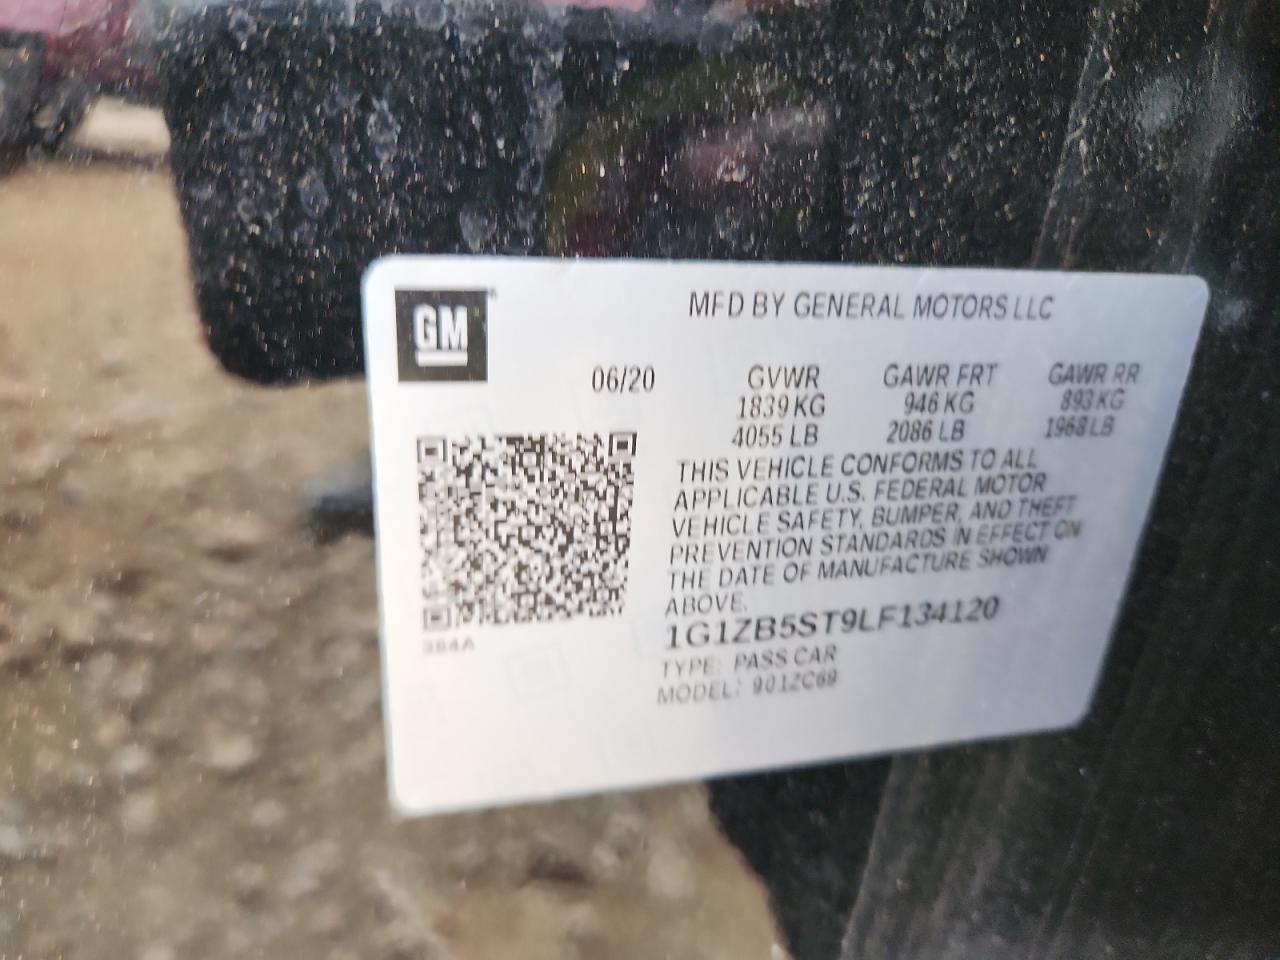 GM
MFD BY GENERAL MOTORS LLC
06/20 GVWR GAWR FRT GAWR RR
1839 KG 946 KG 893 KG
4055 LB 2086 LB 1968 LB
THIS VEHICLE CONFORMS TO ALL
APPLICABLE U.S. FEDERAL MOTOR
VEHICLE SAFETY, BUMPER, AND THEFT
PREVENTION STANDARDS IN EFFECT ON
THE DATE OF MANUFACTURE SHOWN
ABOVE.
1G1ZB5ST9LF134120
TYPE: PASS CAR
MODEL: 901ZC69
384A